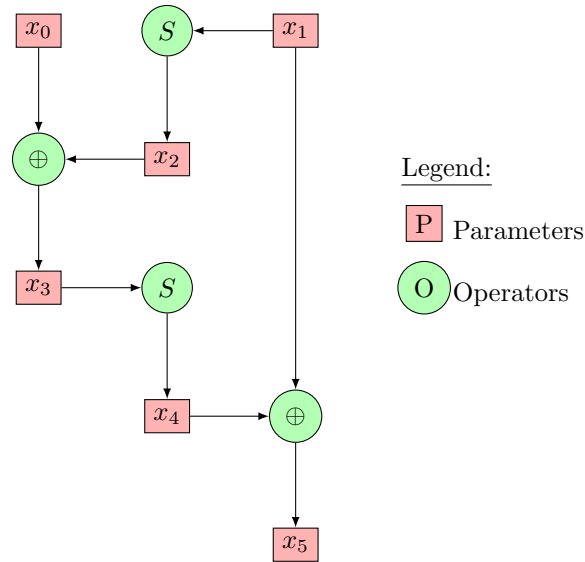 x₀ S x₁
⊕ x₂
x₃ S
x₄ ⊕
x₅
Legend:
P Parameters
O Operators